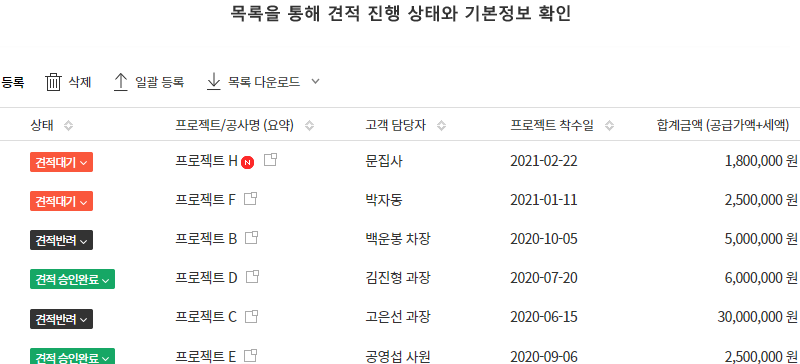 목록을 통해 견적 진행 상태와 기본정보 확인
등록 삭제 일괄 등록 목록 다운로드
상태 프로젝트/공사명 (요약) 고객 담당자 프로젝트 착수일 합계금액 (공급가액+세액)
견적대기 프로젝트 H N 문집사 2021-02-22 1,800,000 원
견적대기 프로젝트 F 박자동 2021-01-11 2,500,000 원
견적반려 프로젝트 B 백운봉 차장 2020-10-05 5,000,000 원
견적 승인완료 프로젝트 D 김진형 과장 2020-07-20 6,000,000 원
견적반려 프로젝트 C 고은선 과장 2020-06-15 30,000,000 원
견적 승인완료 프로젝트 E 공영섭 사원 2020-09-06 2,500,000 원